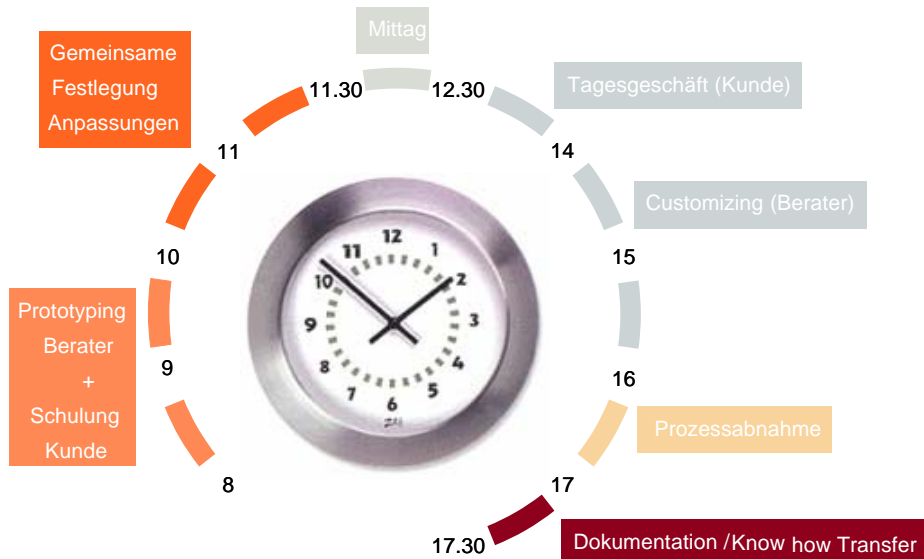 Mittag
Gemeinsame
Festlegung
Anpassungen
11.30
12.30
Tagesgeschäft (Kunde)
11
14
Customizing (Berater)
10
15
Prototyping
Berater
+
Schulung
Kunde
9
16
Prozessabnahme
8
17
17.30
Dokumentation /Know how Transfer
12
1
2
3
4
5
6
7
8
9
10
11